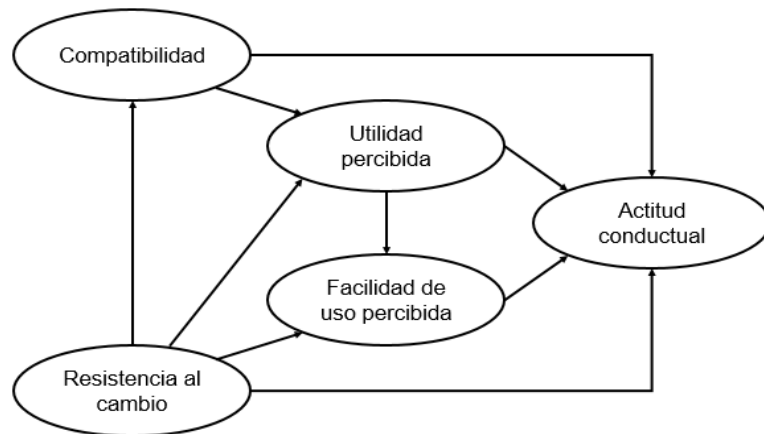 Compatibilidad
Utilidad
percibida
Actitud
conductual
Facilidad de
uso percibida
Resistencia al
cambio